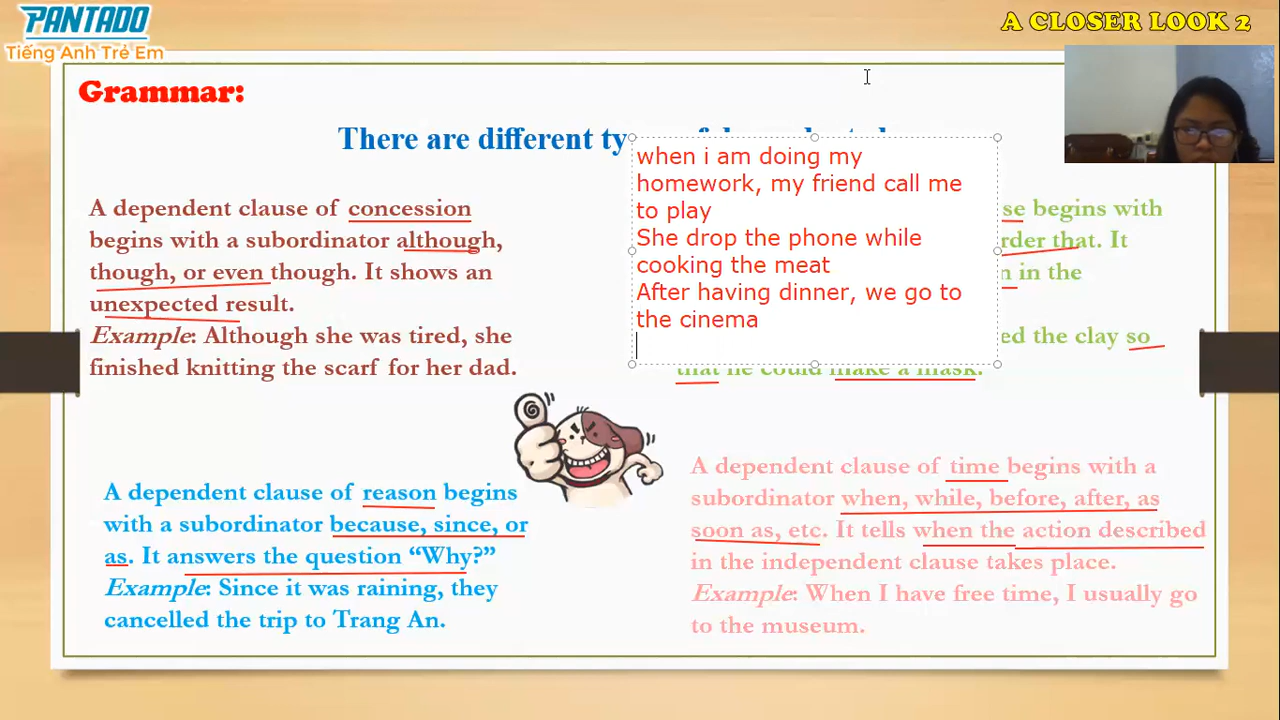 PANTADO
Tiếng Anh Trẻ Em
A CLOSER LOOK 2
Grammar:
There are different ty
A dependent clause of concession
begins with a subordinator although,
though, or even though. It shows an
unexpected result.
Example: Although she was tired, she
finished knitting the scarf for her dad.
when i am doing my
homework, my friend call me
to play
She drop the phone while
cooking the meat
After having dinner, we go to
the cinema
se begins with
rder that. It
n in the
ed the clay so
that he could make a mask.
A dependent clause of reason begins
with a subordinator because, since, or
as. It answers the question “Why?”
Example: Since it was raining, they
cancelled the trip to Trang An.
A dependent clause of time begins with a
subordinator when, while, before, after, as
soon as, etc. It tells when the action described
in the independent clause takes place.
Example: When I have free time, I usually go
to the museum.